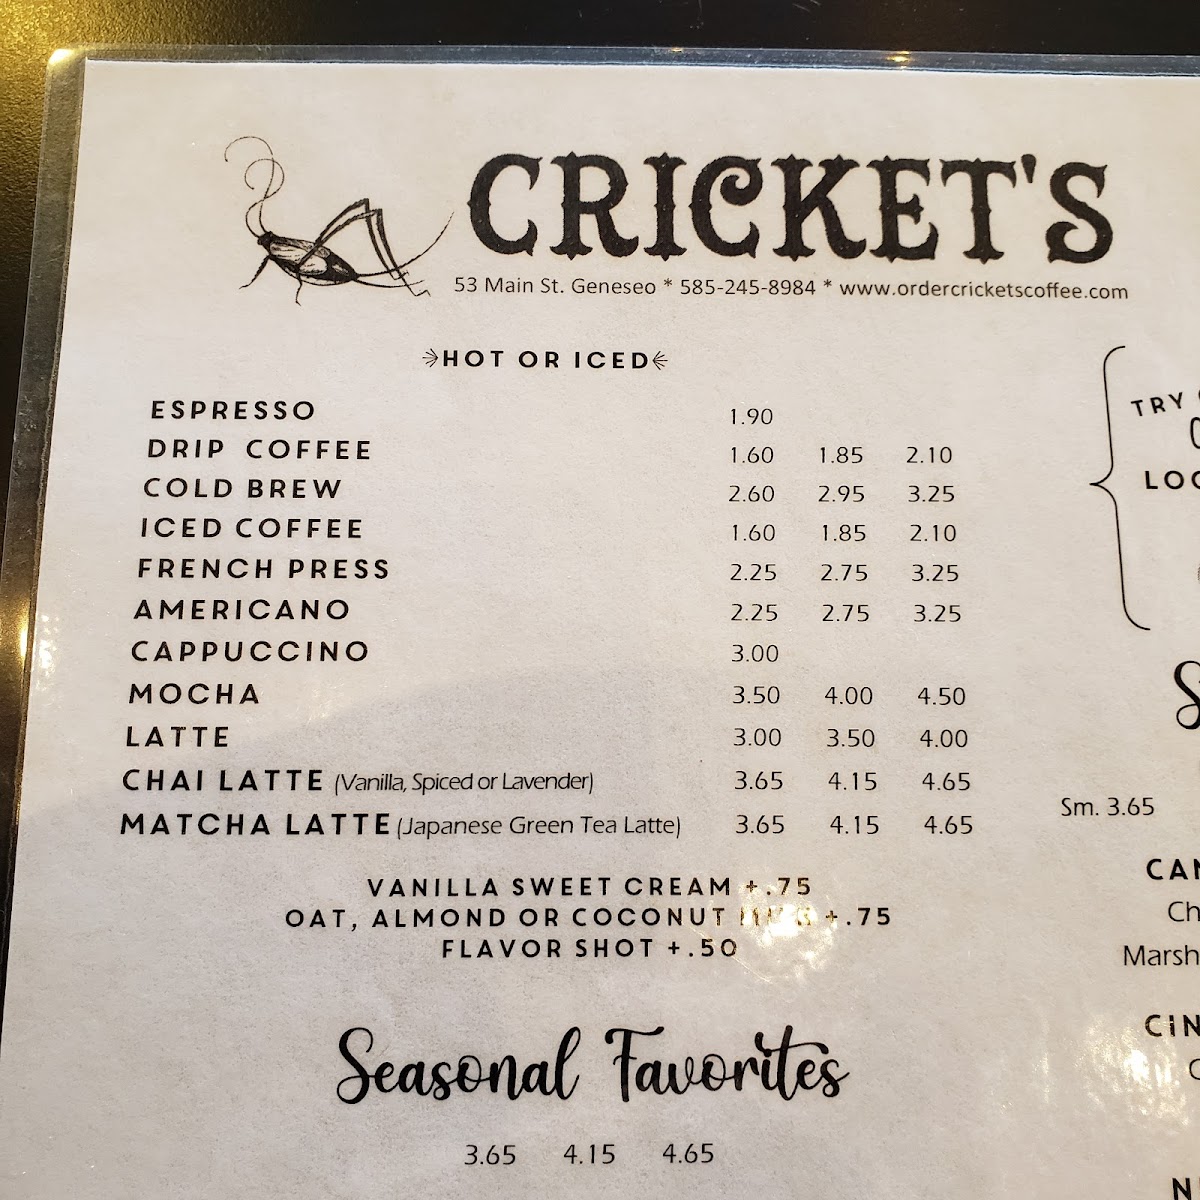 CRICKET'S
53 Main St. Geneseo * 585-245-8984 * www.ordercricketscoffee.com
HOT OR ICED
ESPRESSO 1.90
DRIP COFFEE 1.60 1.85 2.10
COLD BREW 2.60 2.95 3.25
ICED COFFEE 1.60 1.85 2.10
FRENCH PRESS 2.25 2.75 3.25
AMERICANO 2.25 2.75 3.25
CAPPUCCINO 3.00
MOCHA 3.50 4.00 4.50
LATTE 3.00 3.50 4.00
CHAI LATTE (Vanilla, Spiced or Lavender) 3.65 4.15 4.65
MATCHA LATTE (Japanese Green Tea Latte) 3.65 4.15 4.65
VANILLA SWEET CREAM +.75
OAT, ALMOND OR COCONUT +.75
FLAVOR SHOT +.50
Seasonal Favorites
3.65 4.15 4.65
TRY
Sm. 3.65